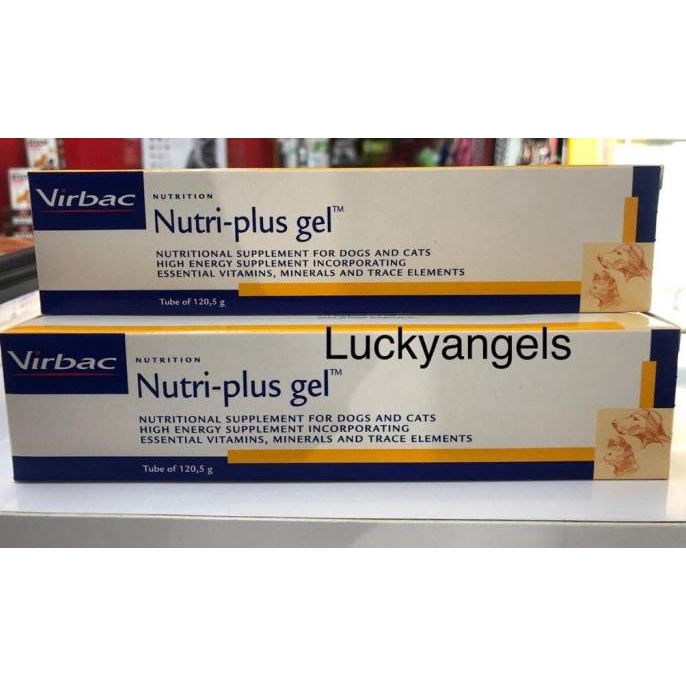 Virbac
NUTRITION
Nutri-plus gel™
NUTRITIONAL SUPPLEMENT FOR DOGS AND CATS
HIGH ENERGY SUPPLEMENT INCORPORATING
ESSENTIAL VITAMINS, MINERALS AND TRACE ELEMENTS
Tube of 120,5 g
Luckyangels
Virbac
NUTRITION
Nutri-plus gel™
NUTRITIONAL SUPPLEMENT FOR DOGS AND CATS
HIGH ENERGY SUPPLEMENT INCORPORATING
ESSENTIAL VITAMINS, MINERALS AND TRACE ELEMENTS
Tube of 120,5 g